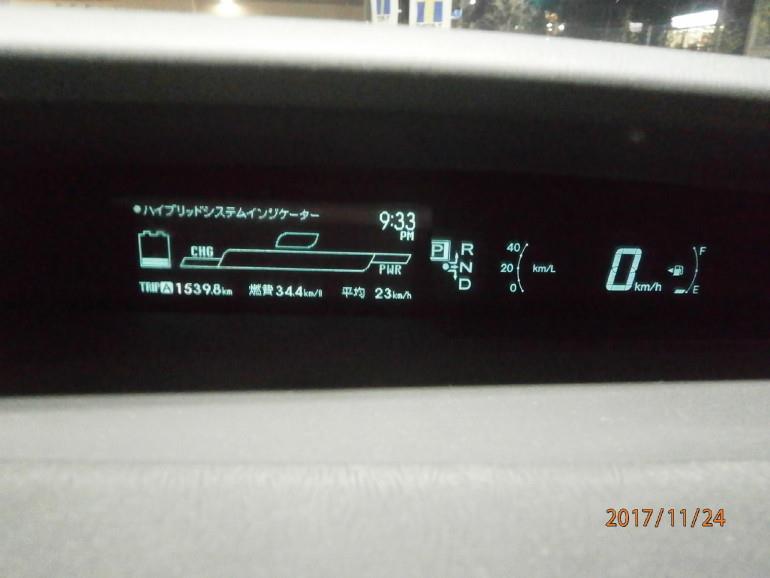 ハイブリッドシステムインジケーター 9:33 PM
CHG PWR
TRIP A 1539.8km 燃費 34.4km/ℓ 平均 23km/h
P R
N
D
40
20 km/L
0
0 km/h
F
E
2017/11/24